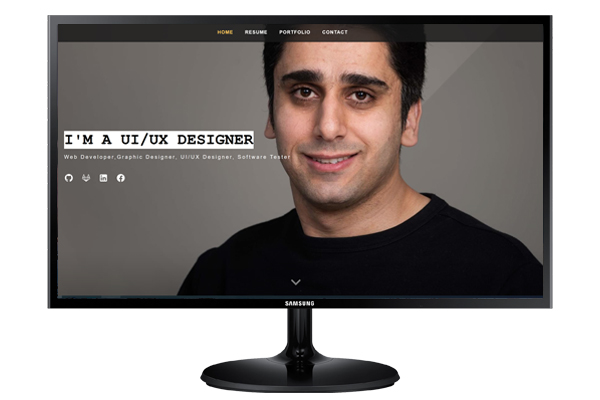 HOME RESUME PORTFOLIO CONTACT
I'M A UI/UX DESIGNER
Web Developer,Graphic Designer, UI/UX Designer, Software Tester
SAMSUNG